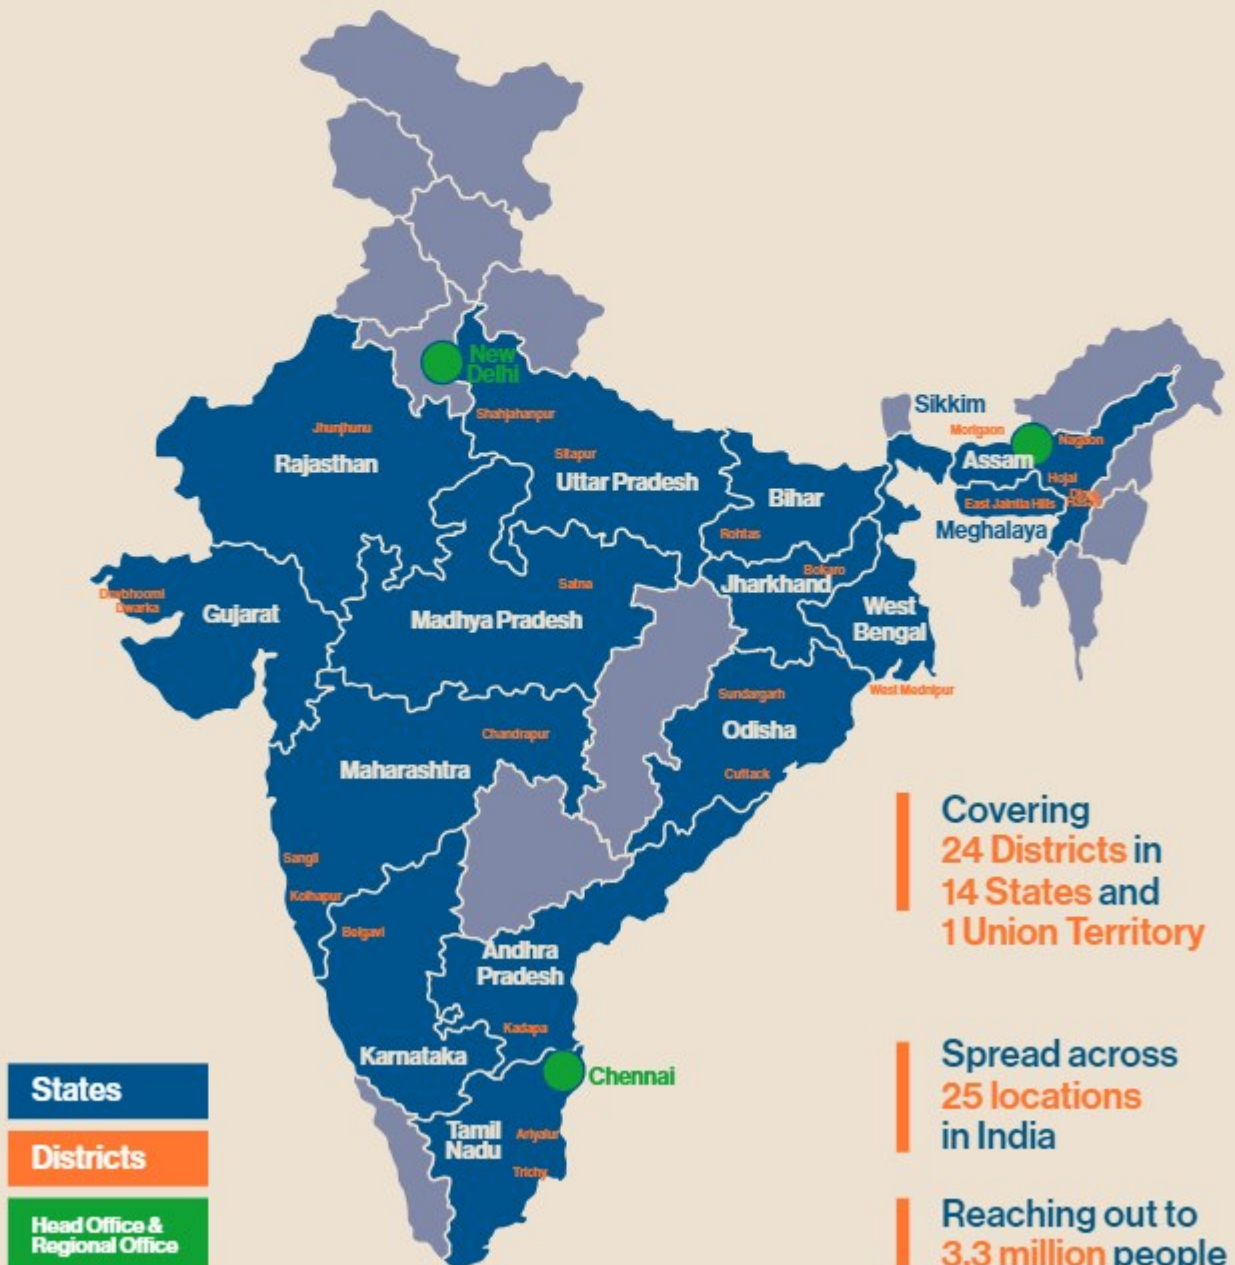 New
Delhi
Shahjahanpur
Sikkim
Morigaon
Nagaon
Jhunjhunu
Rajasthan
Sitapur
Uttar Pradesh
Assam
Hojai
Bihar
East Jaintia Hills
Meghalaya
Rohtas
Bokaro
Jharkhand
Satna
Dwarka
Gujarat
Madhya Pradesh
West
Bengal
West Mednipur
Sundargarh
Odisha
Chandrapur
Maharashtra
Cuttack
Sangli
Kolhapur
Belgavi
Andhra
Pradesh
Kadapa
Karnataka
Chennai
Tamil
Nadu
Ariyalur
Trichy
Covering
24 Districts in
14 States and
1 Union Territory
Spread across
25 locations
in India
Reaching out to
3.3 million people
States
Districts
Head Office &
Regional Office